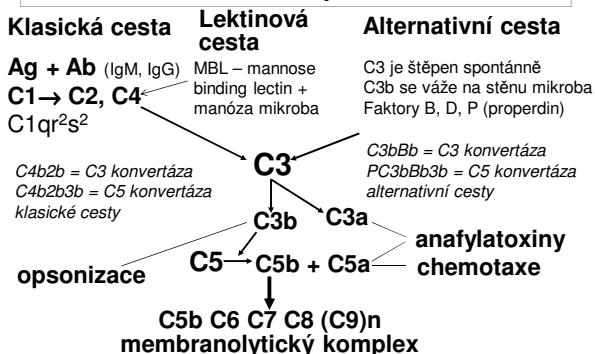 Klasická cesta
Ag + Ab (IgM, IgG)
C1→ C2, C4
C1qr²s²
Lektinová
cesta
MBL – mannose
binding lectin +
manóza mikroba
Alternativní cesta
C3 je štěpen spontánně
C3b se váže na stěnu mikroba
Faktory B, D, P (properdin)
C4b2b = C3 konvertáza
C4b2b3b = C5 konvertáza
klasické cesty
C3
C3bBb = C3 konvertáza
PC3bBb3b = C5 konvertáza
alternativní cesty
C3b
C3a
opsonizace
C5
C5b + C5a
anafylatoxiny
chemotaxe
C5b C6 C7 C8 (C9)n
membranolytický komplex